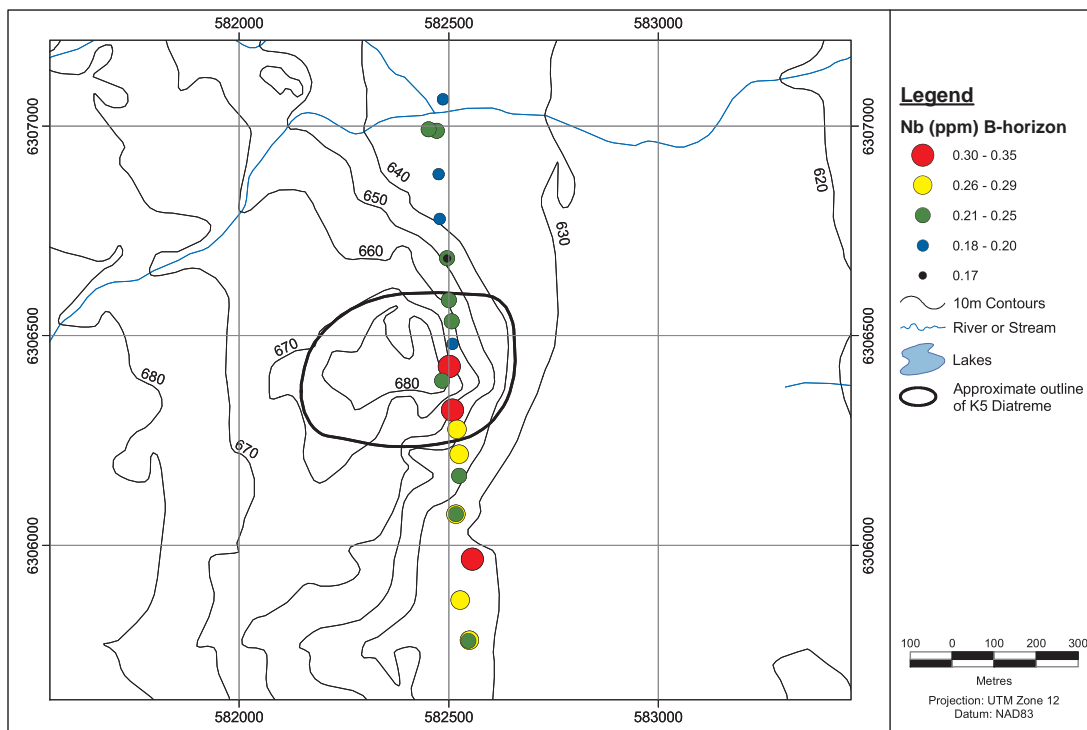 582000 582500 583000
6307000 6307000
640
650
660
630
620
6306500 6306500
670
680
680
670
6306000 6306000
582000 582500 583000
Legend
Nb (ppm) B-horizon
0.30 - 0.35
0.26 - 0.29
0.21 - 0.25
0.18 - 0.20
0.17
10m Contours
River or Stream
Lakes
Approximate outline
of K5 Diatreme
100 0 100 200 300
Metres
Projection: UTM Zone 12
Datum: NAD83